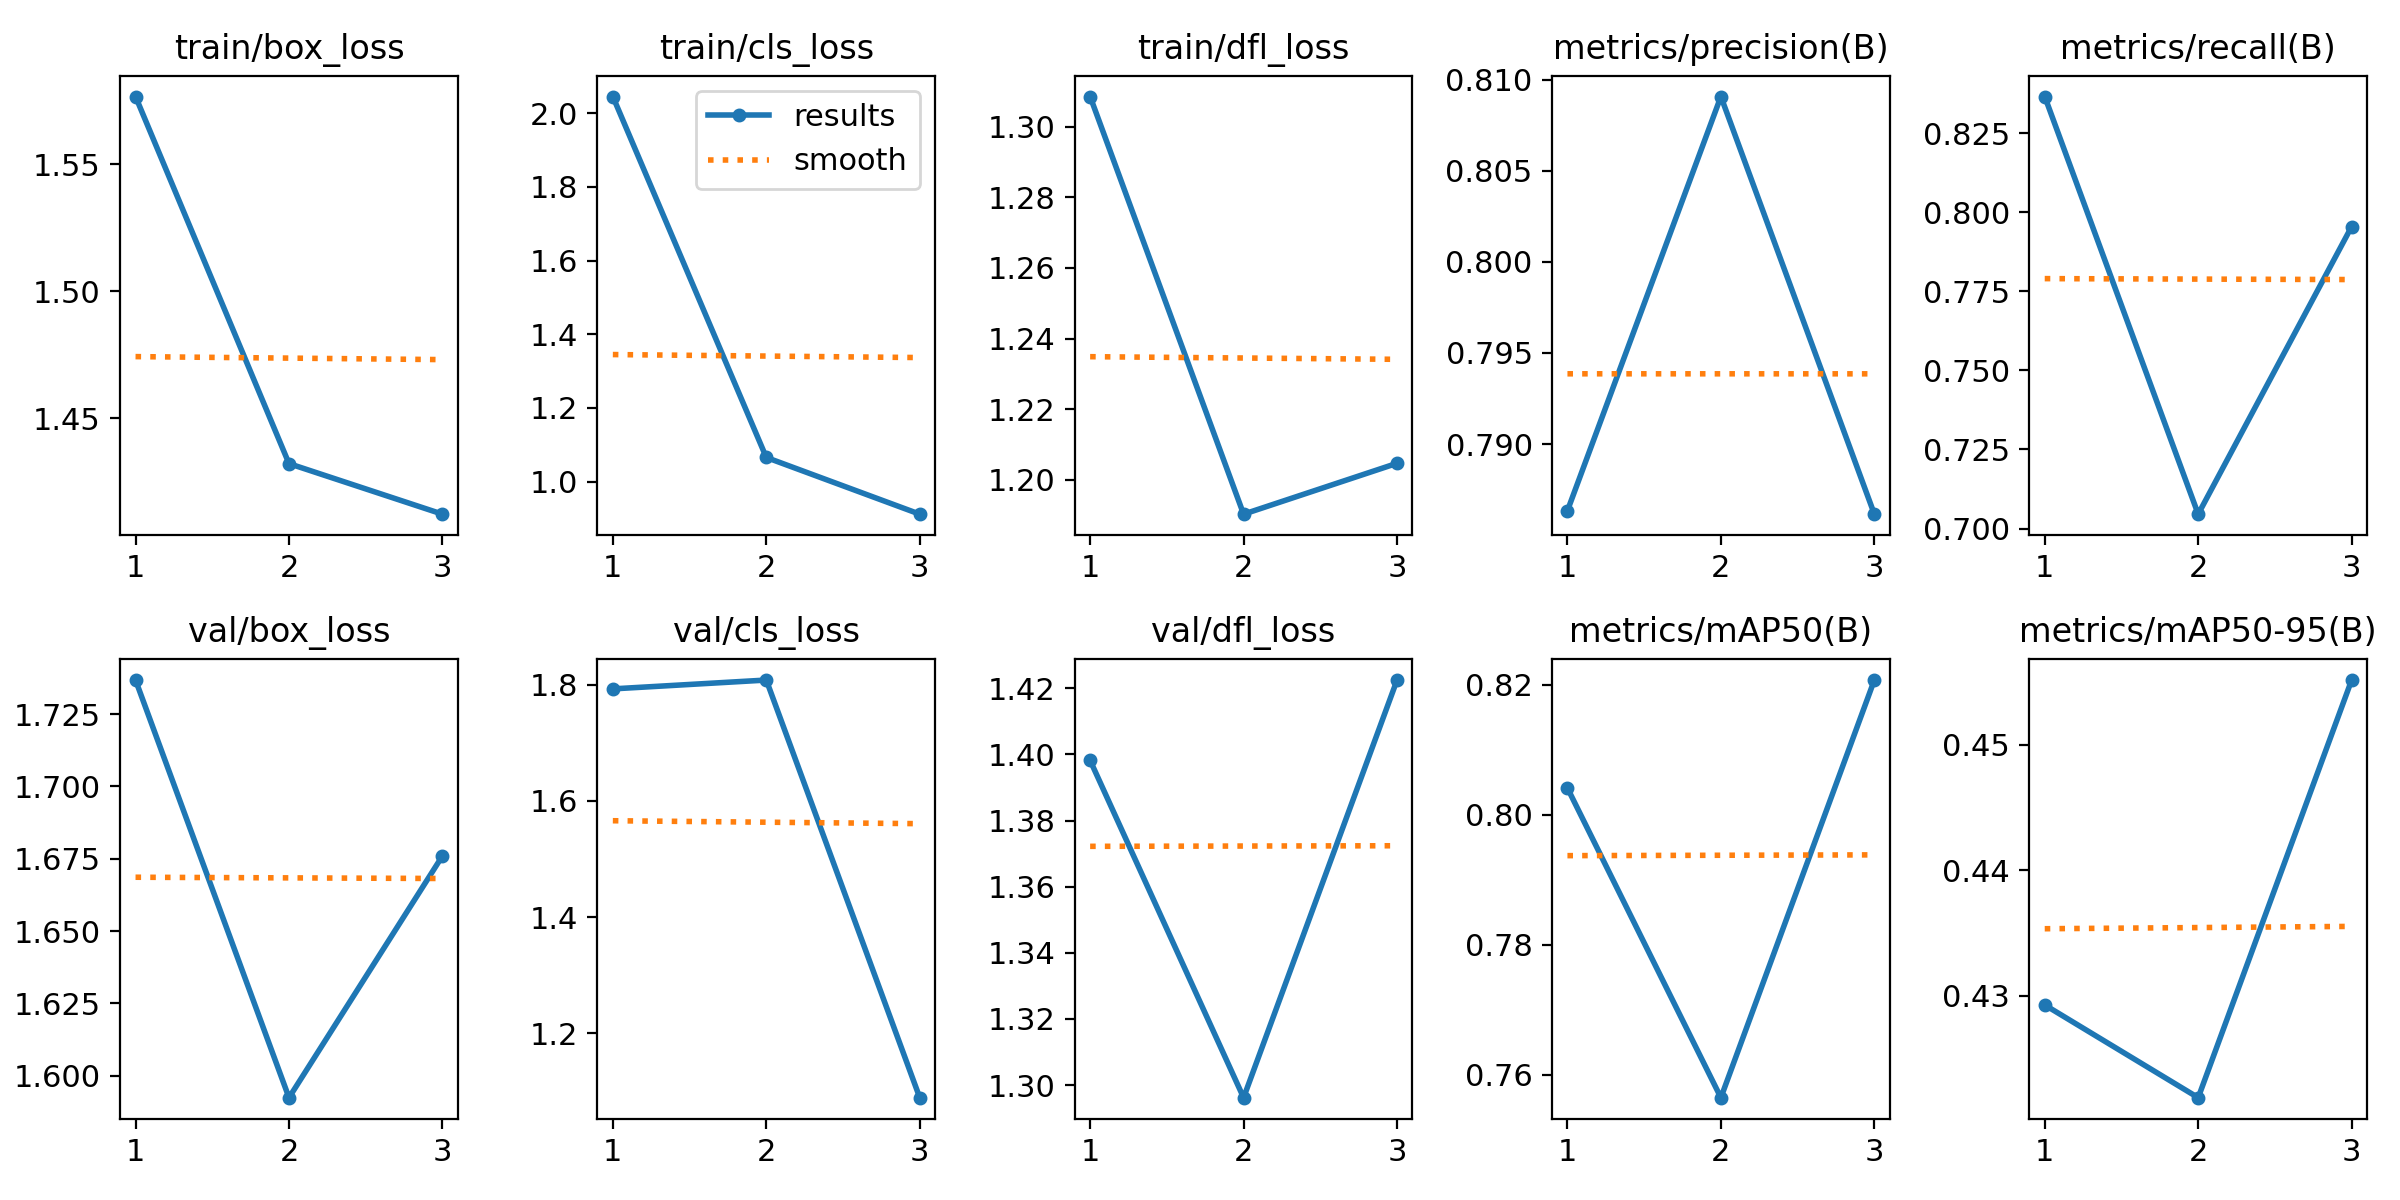 train/box_loss
1.55
1.50
1.45
1 2 3
train/cls_loss
results
smooth
2.0
1.8
1.6
1.4
1.2
1.0
1 2 3
train/dfl_loss
1.30
1.28
1.26
1.24
1.22
1.20
1 2 3
metrics/precision(B)
0.810
0.805
0.800
0.795
0.790
1 2 3
metrics/recall(B)
0.825
0.800
0.775
0.750
0.725
0.700
1 2 3
val/box_loss
1.725
1.700
1.675
1.650
1.625
1.600
1 2 3
val/cls_loss
1.8
1.6
1.4
1.2
1 2 3
val/dfl_loss
1.42
1.40
1.38
1.36
1.34
1.32
1.30
1 2 3
metrics/mAP50(B)
0.82
0.80
0.78
0.76
1 2 3
metrics/mAP50-95(B)
0.45
0.44
0.43
1 2 3